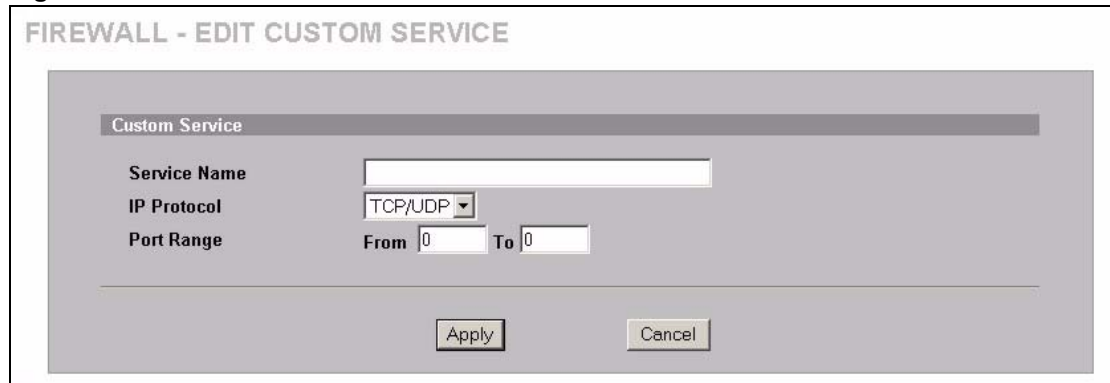 FIREWALL - EDIT CUSTOM SERVICE
Custom Service
Service Name
IP Protocol TCP/UDP
Port Range From 0 To 0
Apply Cancel